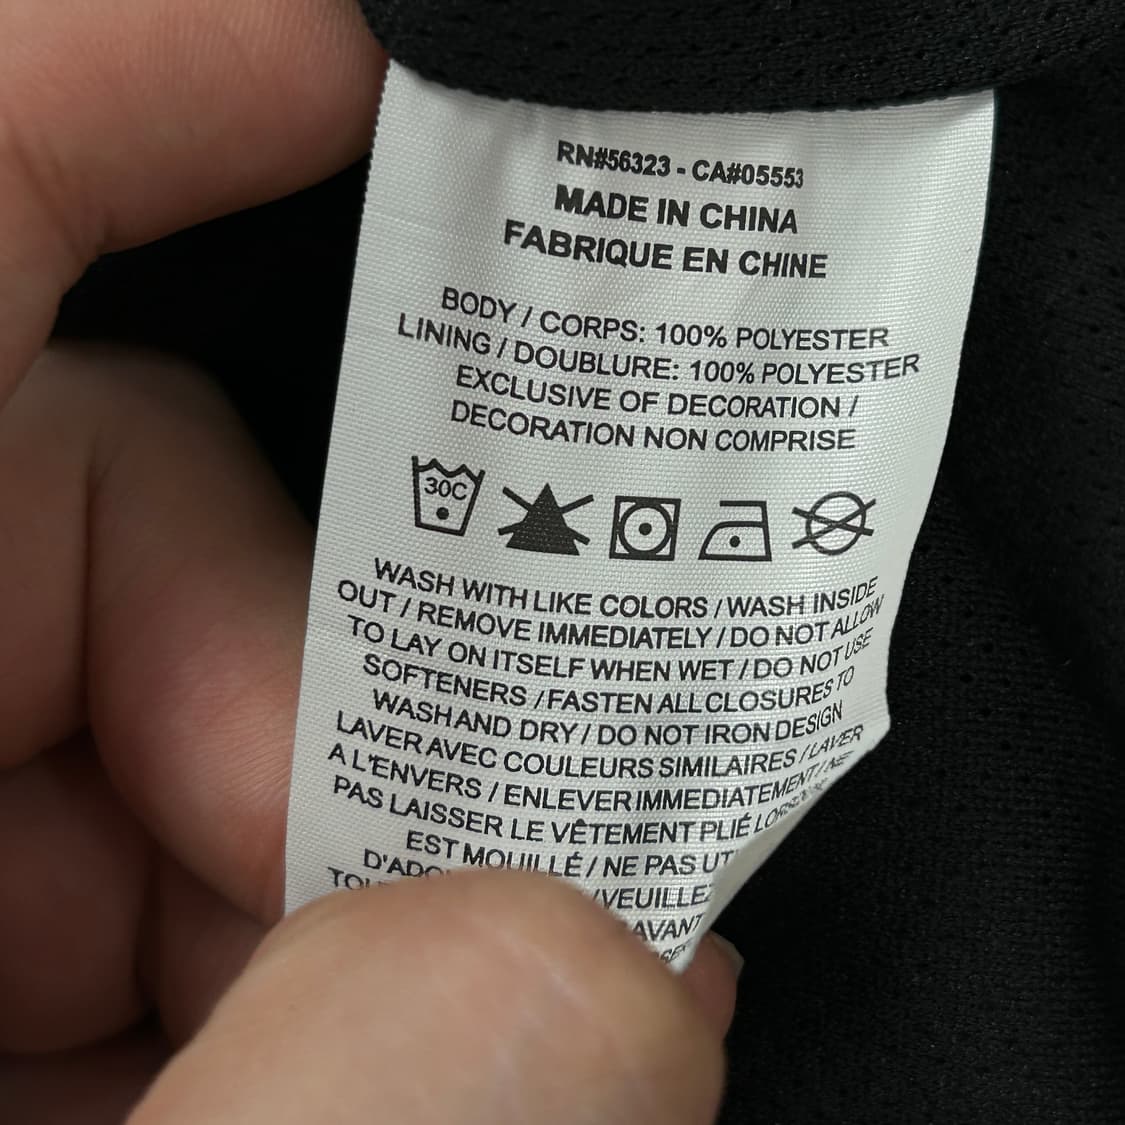 RN#56323 - CA#05553
MADE IN CHINA
FABRIQUE EN CHINE
BODY / CORPS: 100% POLYESTER
LINING / DOUBLURE: 100% POLYESTER
EXCLUSIVE OF DECORATION /
DECORATION NON COMPRISE
30C
WASH WITH LIKE COLORS / WASH INSIDE
OUT / REMOVE IMMEDIATELY / DO NOT ALLOW
TO LAY ON ITSELF WHEN WET / DO NOT USE
SOFTENERS / FASTEN ALL CLOSURES TO
WASH AND DRY / DO NOT IRON DESIGN
LAVER AVEC COULEURS SIMILAIRES / LAVER
A L'ENVERS / ENLEVER IMMEDIATEMENT / NE
PAS LAISSER LE VÊTEMENT PLIÉ
EST MOUILLÉ / NE PAS
/VEUILLEZ
AVANT